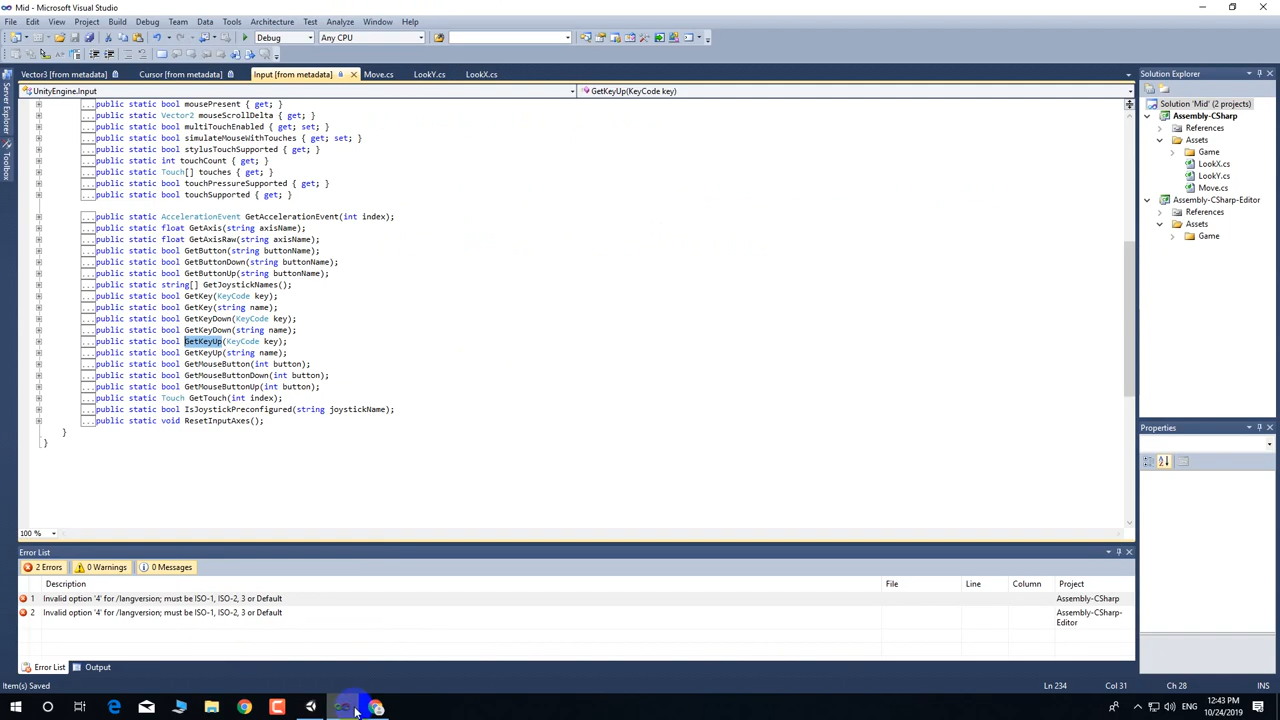 Mid - Microsoft Visual Studio
File Edit View Project Build Debug Team Data Tools Architecture Test Analyze Window Help
Debug Any CPU
Vector3 [from metadata] Cursor [from metadata] Input [from metadata] Move.cs LookY.cs LookX.cs
Solution Explorer
UnityEngine.Input GetKeyUp(KeyCode key)
Server Explorer
Toolbox
...public static bool mousePresent { get; }
...public static Vector2 mouseScrollDelta { get; }
...public static bool multiTouchEnabled { get; set; }
...public static bool simulateMouseWithTouches { get; set; }
...public static bool stylusTouchSupported { get; }
...public static int touchCount { get; }
...public static Touch[] touches { get; }
...public static bool touchPressureSupported { get; }
...public static bool touchSupported { get; }
...public static AccelerationEvent GetAccelerationEvent(int index);
...public static float GetAxis(string axisName);
...public static float GetAxisRaw(string axisName);
...public static bool GetButton(string buttonName);
...public static bool GetButtonDown(string buttonName);
...public static bool GetButtonUp(string buttonName);
...public static string[] GetJoystickNames();
...public static bool GetKey(KeyCode key);
...public static bool GetKey(string name);
...public static bool GetKeyDown(KeyCode key);
...public static bool GetKeyDown(string name);
...public static bool GetKeyUp(KeyCode key);
...public static bool GetKeyUp(string name);
...public static bool GetMouseButton(int button);
...public static bool GetMouseButtonDown(int button);
...public static bool GetMouseButtonUp(int button);
...public static Touch GetTouch(int index);
...public static bool IsJoystickPreconfigured(string joystickName);
...public static void ResetInputAxes();
}
}
100 %
Solution 'Mid' (2 projects)
Assembly-CSharp
References
Assets
Game
LookX.cs
LookY.cs
Move.cs
Assembly-CSharp-Editor
References
Assets
Game
Properties
Error List
2 Errors 0 Warnings 0 Messages
Description File Line Column Project
1 Invalid option '4' for /langversion; must be ISO-1, ISO-2, 3 or Default Assembly-CSharp
2 Invalid option '4' for /langversion; must be ISO-1, ISO-2, 3 or Default Assembly-CSharp-
Editor
Error List Output
Item(s) Saved Ln 234 Col 31 Ch 28 INS
ENG 12:43 PM
10/24/2019